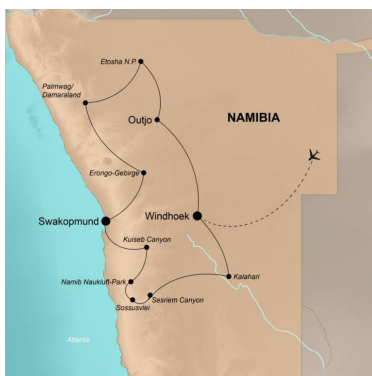 Etosha N.P.
Palmwag/
Damaraland
Outjo
NAMIBIA
Erongo-Gebirge
Swakopmund
Windhoek
Kuiseb Canyon
Namib Naukluft-Park
Kalahari
Sesriem Canyon
Sossusvlei
Atlantik